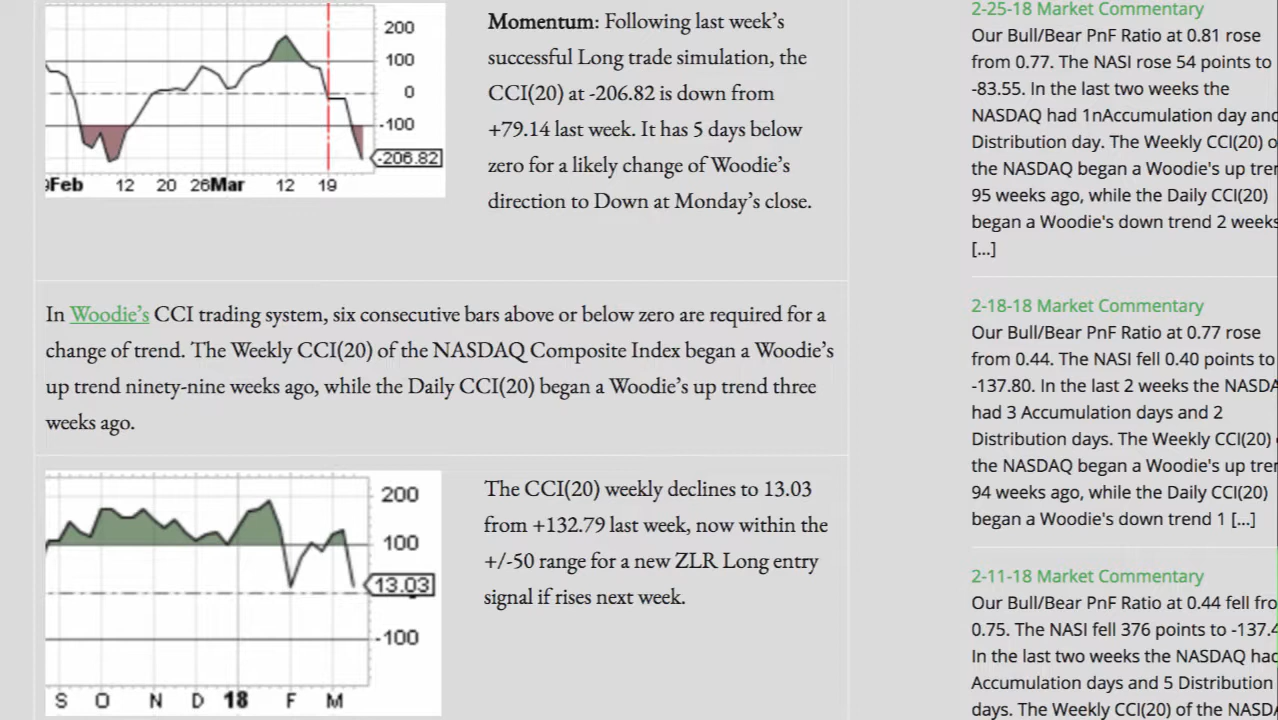 200
100
0
-100
-206.82
Feb 12 20 26 Mar 12 19
Momentum: Following last week's
successful Long trade simulation, the
CCI(20) at -206.82 is down from
+79.14 last week. It has 5 days below
zero for a likely change of Woodie's
direction to Down at Monday's close.
In Woodie's CCI trading system, six consecutive bars above or below zero are required for a
change of trend. The Weekly CCI(20) of the NASDAQ Composite Index began a Woodie's
up trend ninety-nine weeks ago, while the Daily CCI(20) began a Woodie's up trend three
weeks ago.
200
100
13.03
-100
S O N D 18 F M
The CCI(20) weekly declines to 13.03
from +132.79 last week, now within the
+/-50 range for a new ZLR Long entry
signal if rises next week.
2-25-18 Market Commentary
Our Bull/Bear PnF Ratio at 0.81 rose
from 0.77. The NASI rose 54 points to
-83.55. In the last two weeks the
NASDAQ had 1nAccumulation day and
Distribution day. The Weekly CCI(20) o
the NASDAQ began a Woodie's up tren
95 weeks ago, while the Daily CCI(20)
began a Woodie's down trend 2 weeks
[...]
2-18-18 Market Commentary
Our Bull/Bear PnF Ratio at 0.77 rose
from 0.44. The NASI fell 0.40 points to
-137.80. In the last 2 weeks the NASDA
had 3 Accumulation days and 2
Distribution days. The Weekly CCI(20)
the NASDAQ began a Woodie's up tren
94 weeks ago, while the Daily CCI(20)
began a Woodie's down trend 1 [...]
2-11-18 Market Commentary
Our Bull/Bear PnF Ratio at 0.44 fell fro
0.75. The NASI fell 376 points to -137.4
In the last two weeks the NASDAQ had
Accumulation days and 5 Distribution
days. The Weekly CCI(20) of the NASDA